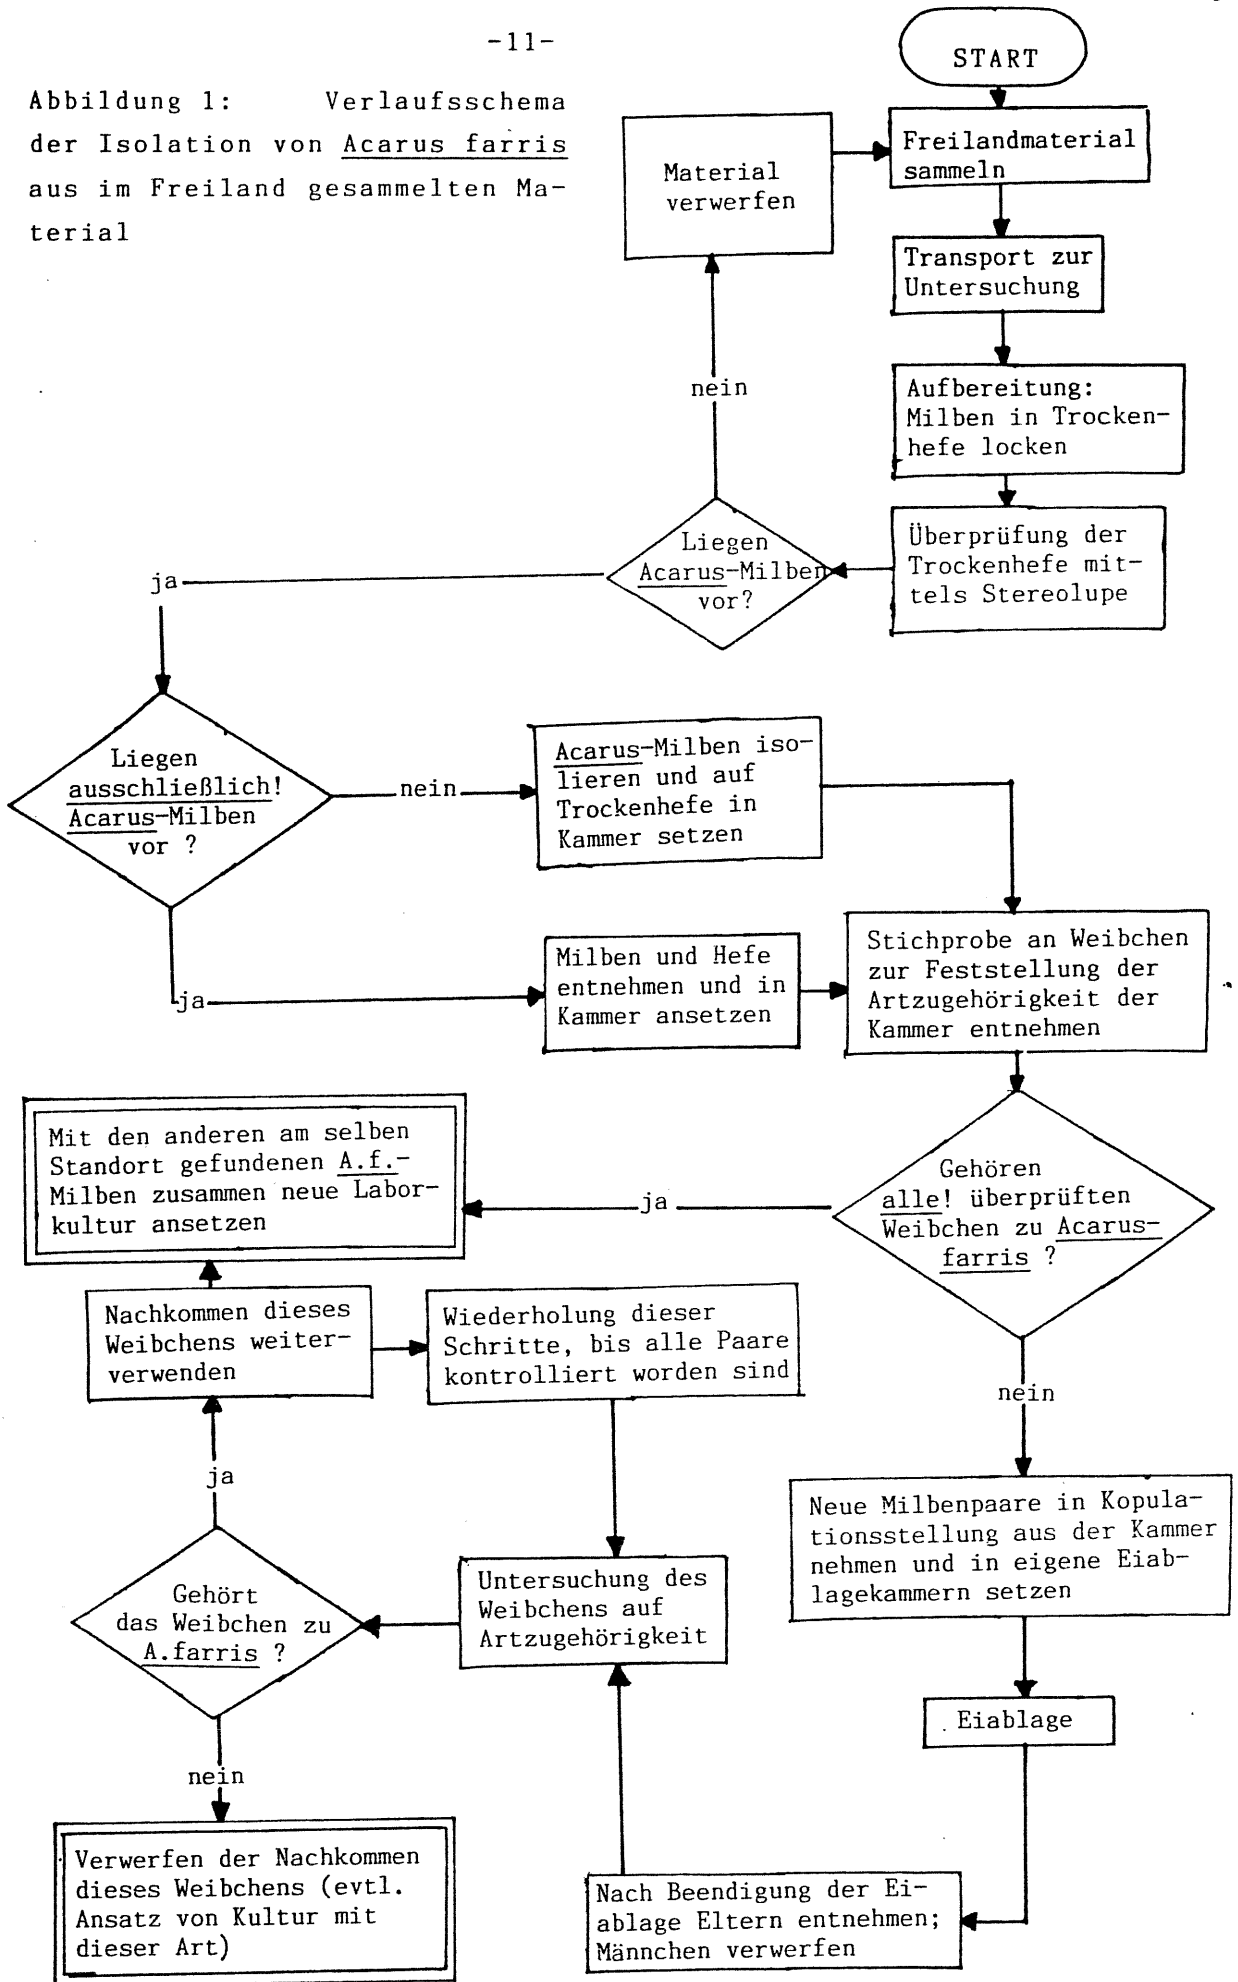 -11-
Abbildung 1: Verlaufsschema
der Isolation von Acarus farris
aus im Freiland gesammelten Ma-
terial
START
Freilandmaterial
sammeln
Material
verwerfen
Transport zur
Untersuchung
Aufbereitung:
Milben in Trocken-
hefe locken
nein
Überprüfung der
Trockenhefe mit-
tels Stereolupe
Liegen
Acarus-Milben
vor?
ja
Liegen
ausschließlich!
Acarus-Milben
vor ?
nein
Acarus-Milben iso-
lieren und auf
Trockenhefe in
Kammer setzen
ja
Milben und Hefe
entnehmen und in
Kammer ansetzen
Stichprobe an Weibchen
zur Feststellung der
Artzugehörigkeit der
Kammer entnehmen
Gehören
alle! überprüften
Weibchen zu Acarus-
farris ?
ja
Mit den anderen am selben
Standort gefundenen A.f.-
Milben zusammen neue Labor-
kultur ansetzen
Nachkommen dieses
Weibchens weiter-
verwenden
Wiederholung dieser
Schritte, bis alle Paare
kontrolliert worden sind
nein
Neue Milbenpaare in Kopula-
tionsstellung aus der Kammer
nehmen und in eigene Eiab-
lagekammern setzen
ja
Gehört
das Weibchen zu
A.farris ?
Untersuchung des
Weibchens auf
Artzugehörigkeit
Eiablage
nein
Verwerfen der Nachkommen
dieses Weibchens (evtl.
Ansatz von Kultur mit
dieser Art)
Nach Beendigung der Ei-
ablage Eltern entnehmen;
Männchen verwerfen